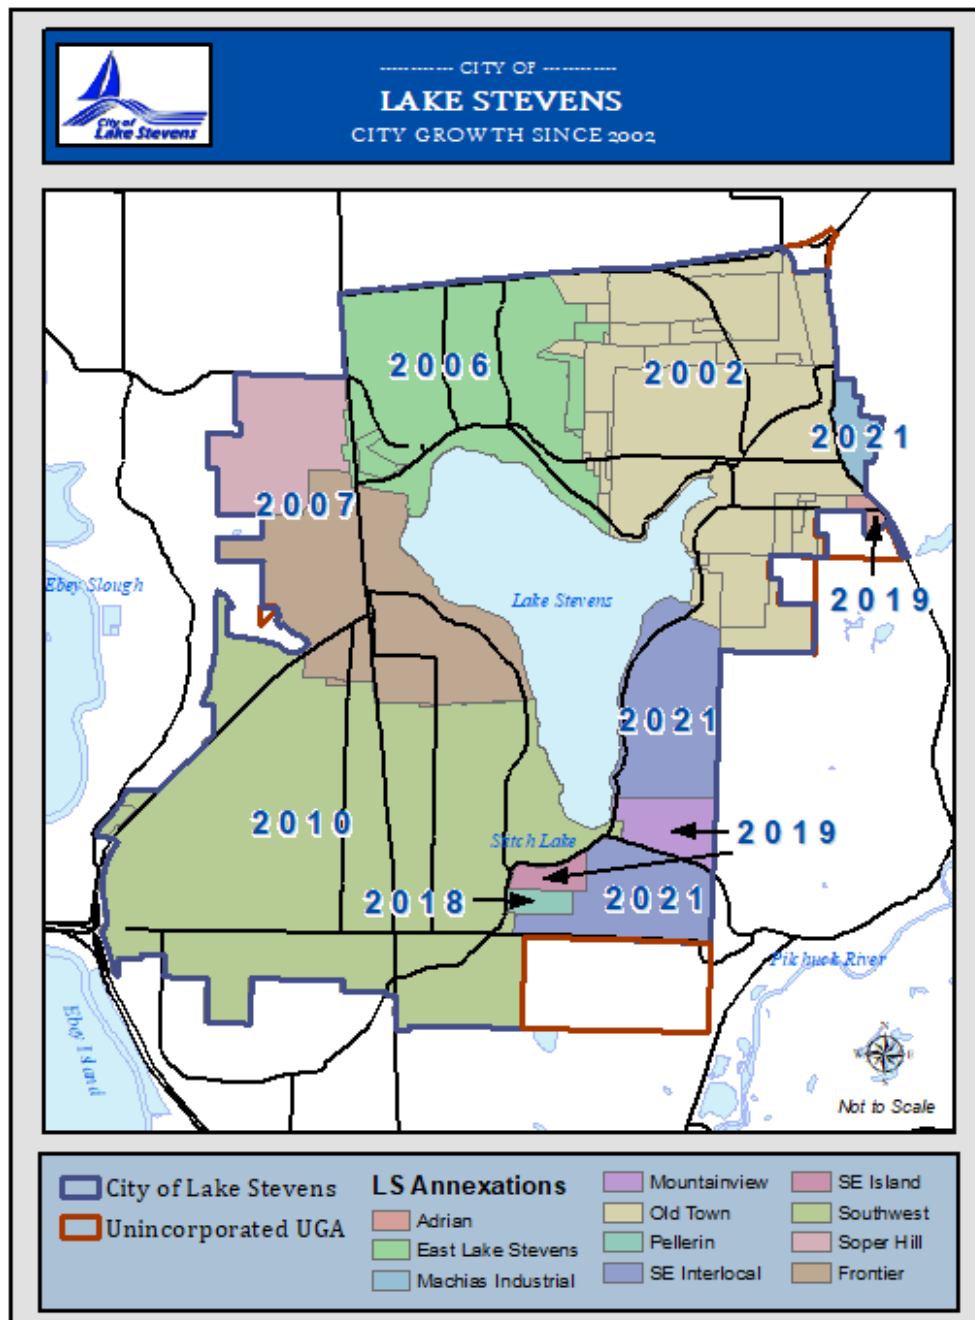 City of
Lake Stevens
------------ CITY OF ------------
LAKE STEVENS
CITY GROWTH SINCE 2002
2006
2002
2021
2007
Ebey Slough
Lake Stevens
2019
2021
2010
2019
Stitch Lake
2018
2021
Pilchuck River
Ebey Island
N
W
E
S
Not to Scale
City of Lake Stevens
Unincorporated UGA
LS Annexations
Adrian
East Lake Stevens
Machias Industrial
Mountainview
Old Town
Pellerin
SE Interlocal
SE Island
Southwest
Soper Hill
Frontier